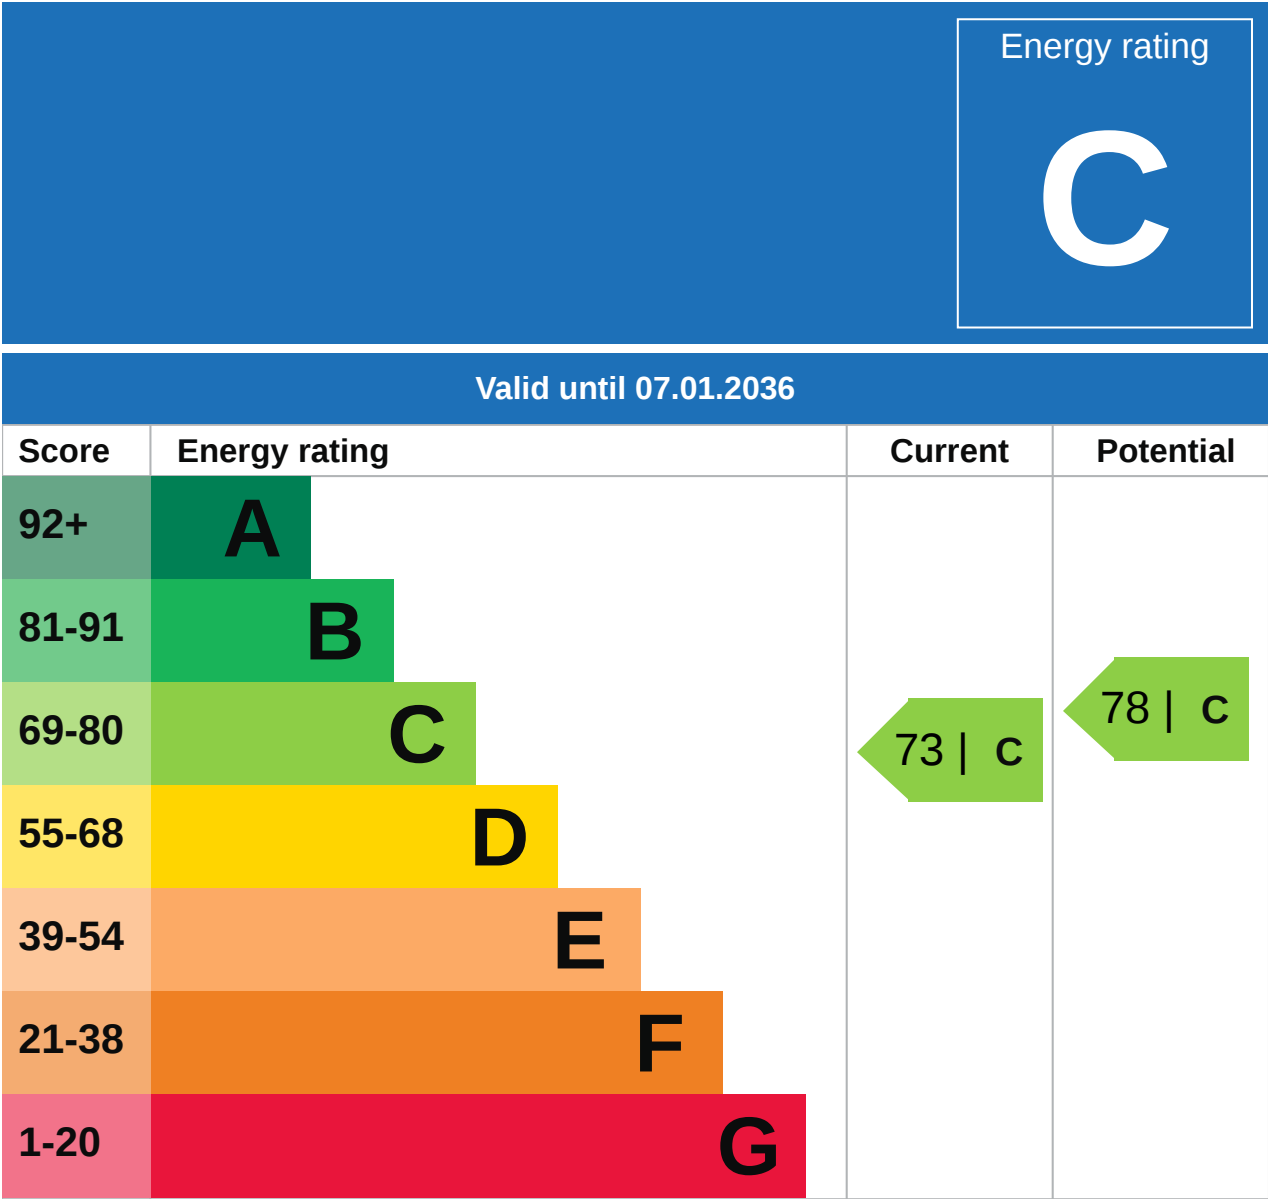 Energy rating
C
Valid until 07.01.2036
Score Energy rating Current Potential
92+ A
81-91 B
69-80 C
73 | C
78 | C
55-68 D
39-54 E
21-38 F
1-20 G